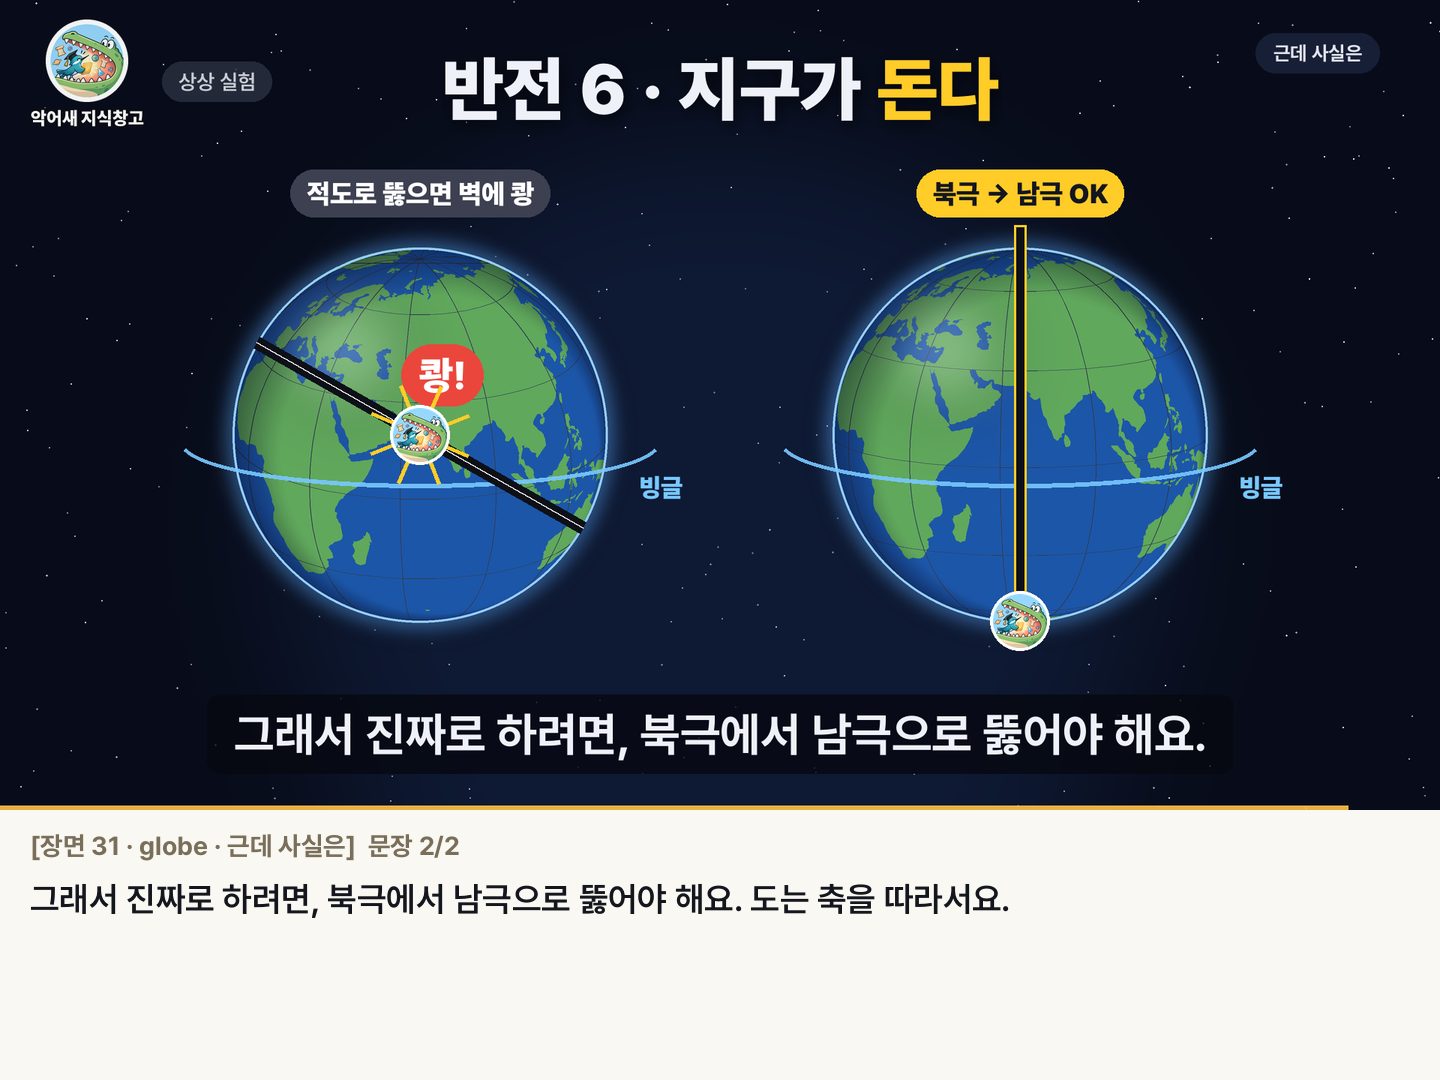 악어새 지식창고
상상 실험
반전 6 · 지구가 돈다
근데 사실은
적도로 뚫으면 벽에 쾅
북극 → 남극 OK
쾅!
빙글
빙글
그래서 진짜로 하려면, 북극에서 남극으로 뚫어야 해요.
[장면 31 · globe · 근데 사실은] 문장 2/2
그래서 진짜로 하려면, 북극에서 남극으로 뚫어야 해요. 도는 축을 따라서요.